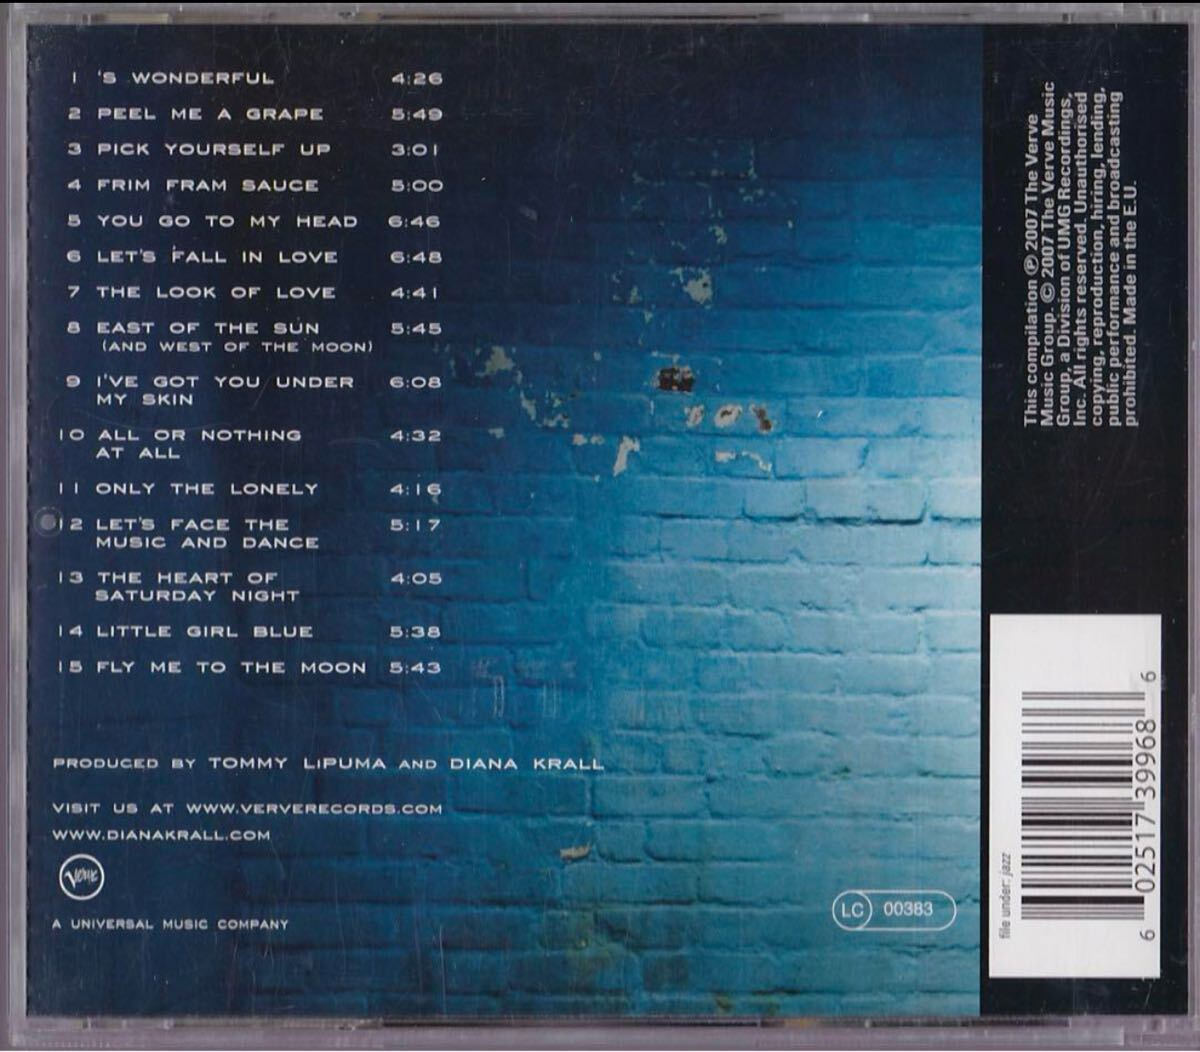 1 'S WONDERFUL 4:26
2 PEEL ME A GRAPE 5:49
3 PICK YOURSELF UP 3:01
4 FRIM FRAM SAUCE 5:00
5 YOU GO TO MY HEAD 6:46
6 LET'S FALL IN LOVE 6:48
7 THE LOOK OF LOVE 4:41
8 EAST OF THE SUN 5:45
(AND WEST OF THE MOON)
9 I'VE GOT YOU UNDER 6:08
MY SKIN
10 ALL OR NOTHING 4:32
AT ALL
11 ONLY THE LONELY 4:16
12 LET'S FACE THE 5:17
MUSIC AND DANCE
13 THE HEART OF 4:05
SATURDAY NIGHT
14 LITTLE GIRL BLUE 5:38
15 FLY ME TO THE MOON 5:43
PRODUCED BY TOMMY LiPUMA AND DIANA KRALL
VISIT US AT WWW.VERVERECORDS.COM
WWW.DIANAKRALL.COM
Verve
A UNIVERSAL MUSIC COMPANY
LC 00383
This compilation ℗ 2007 The Verve
Music Group. © 2007 The Verve Music
Group, a Division of UMG Recordings,
Inc. All rights reserved. Unauthorised
copying, reproduction, hiring, lending,
public performance and broadcasting
prohibited. Made in the E.U.
file under: jazz
6 02517 39968 6